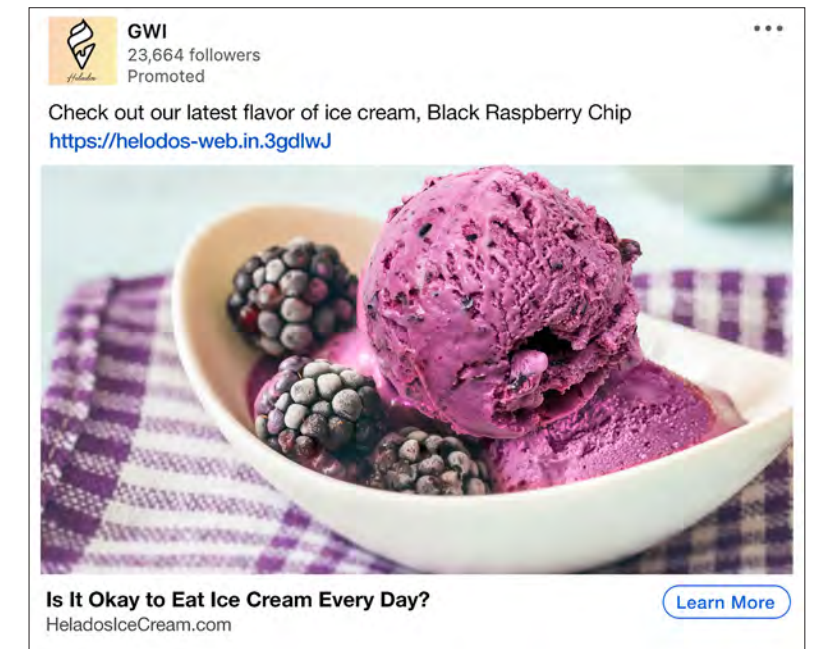 GWI
23,664 followers
Helados
Promoted
Check out our latest flavor of ice cream, Black Raspberry Chip
https://helodos-web.in.3gdlwJ
Is It Okay to Eat Ice Cream Every Day?
Learn More
HeladosIceCream.com